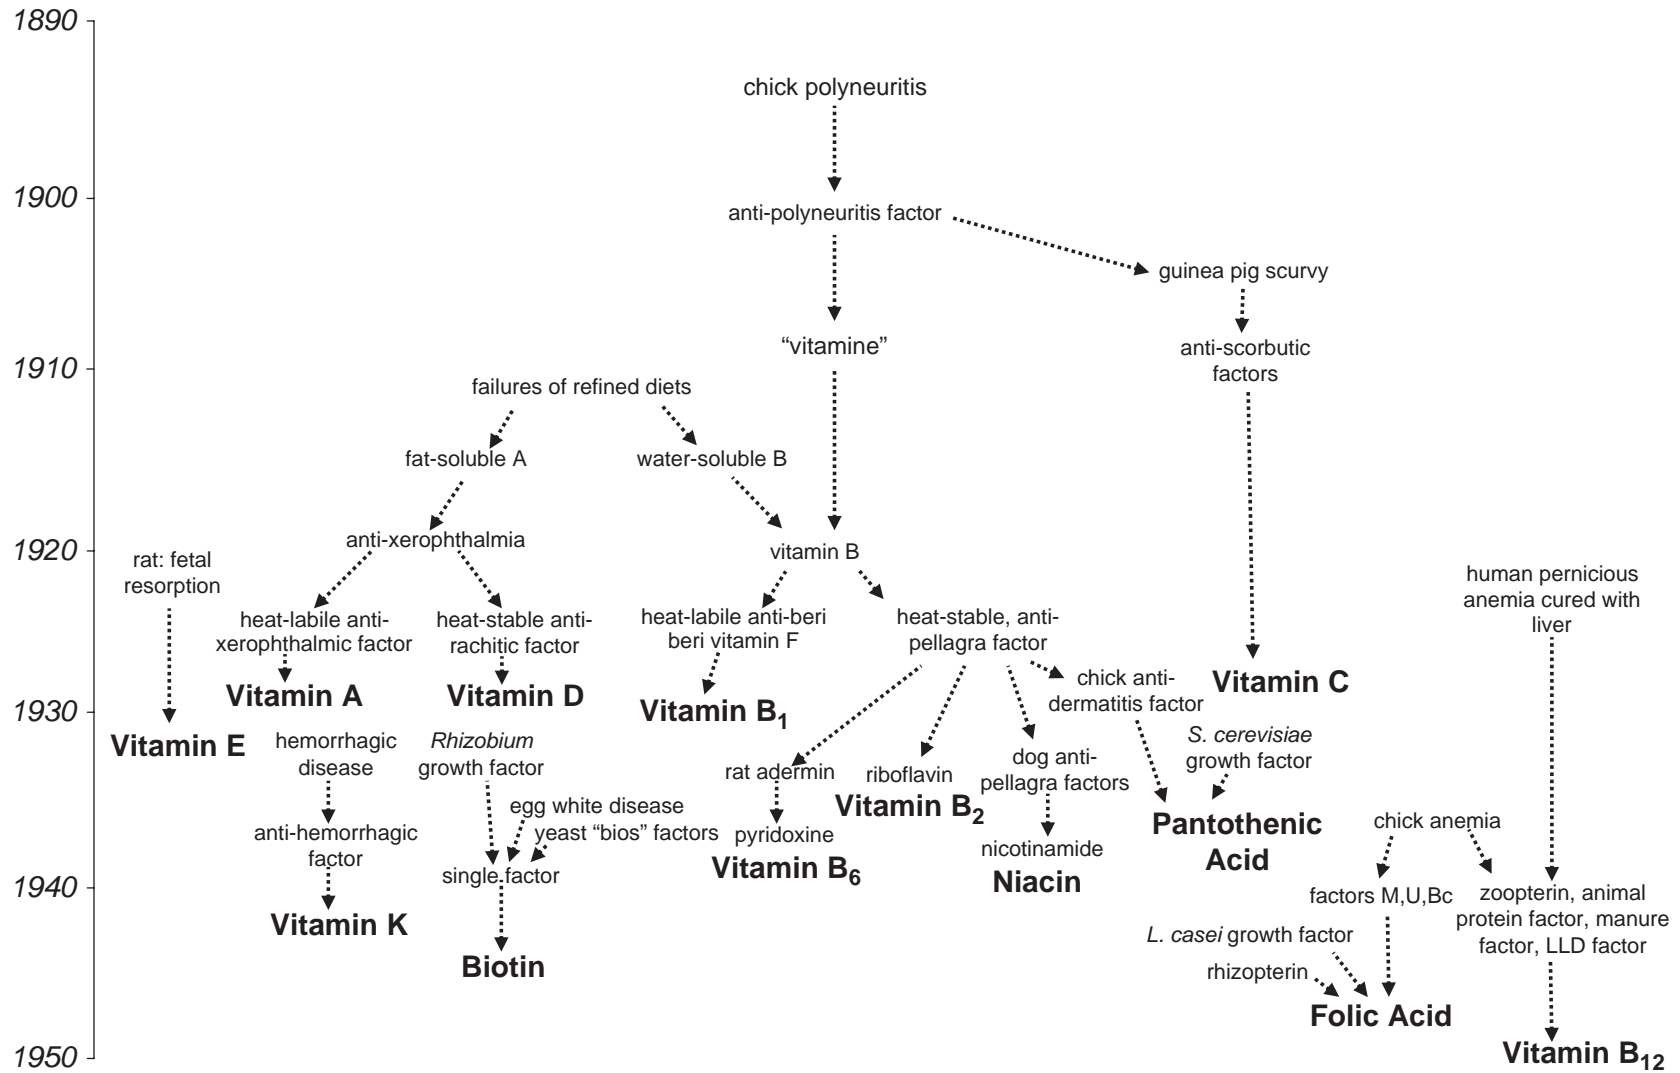 1890
chick polyneuritis
1900
anti-polyneuritis factor
guinea pig scurvy
“vitamine”
anti-scorbutic
factors
1910
failures of refined diets
fat-soluble A
water-soluble B
anti-xerophthalmia
1920
vitamin B
rat: fetal
resorption
human pernicious
anemia cured with
liver
heat-labile anti-
xerophthalmic factor
heat-stable anti-
rachitic factor
heat-labile anti-beri
beri vitamin F
heat-stable, anti-
pellagra factor
Vitamin A
Vitamin D
Vitamin B1
chick anti-
dermatitis factor
Vitamin C
1930
Vitamin E
hemorrhagic
disease
Rhizobium
growth factor
S. cerevisiae
growth factor
rat adermin
riboflavin
Vitamin B2
dog anti-
pellagra factors
egg white disease
yeast “bios” factors
anti-hemorrhagic
factor
pyridoxine
Vitamin B6
nicotinamide
Niacin
Pantothenic
Acid
chick anemia
single factor
1940
Vitamin K
factors M,U,Bc
zoopterin, animal
protein factor, manure
factor, LLD factor
L. casei growth factor
rhizopterin
Biotin
Folic Acid
1950
Vitamin B12